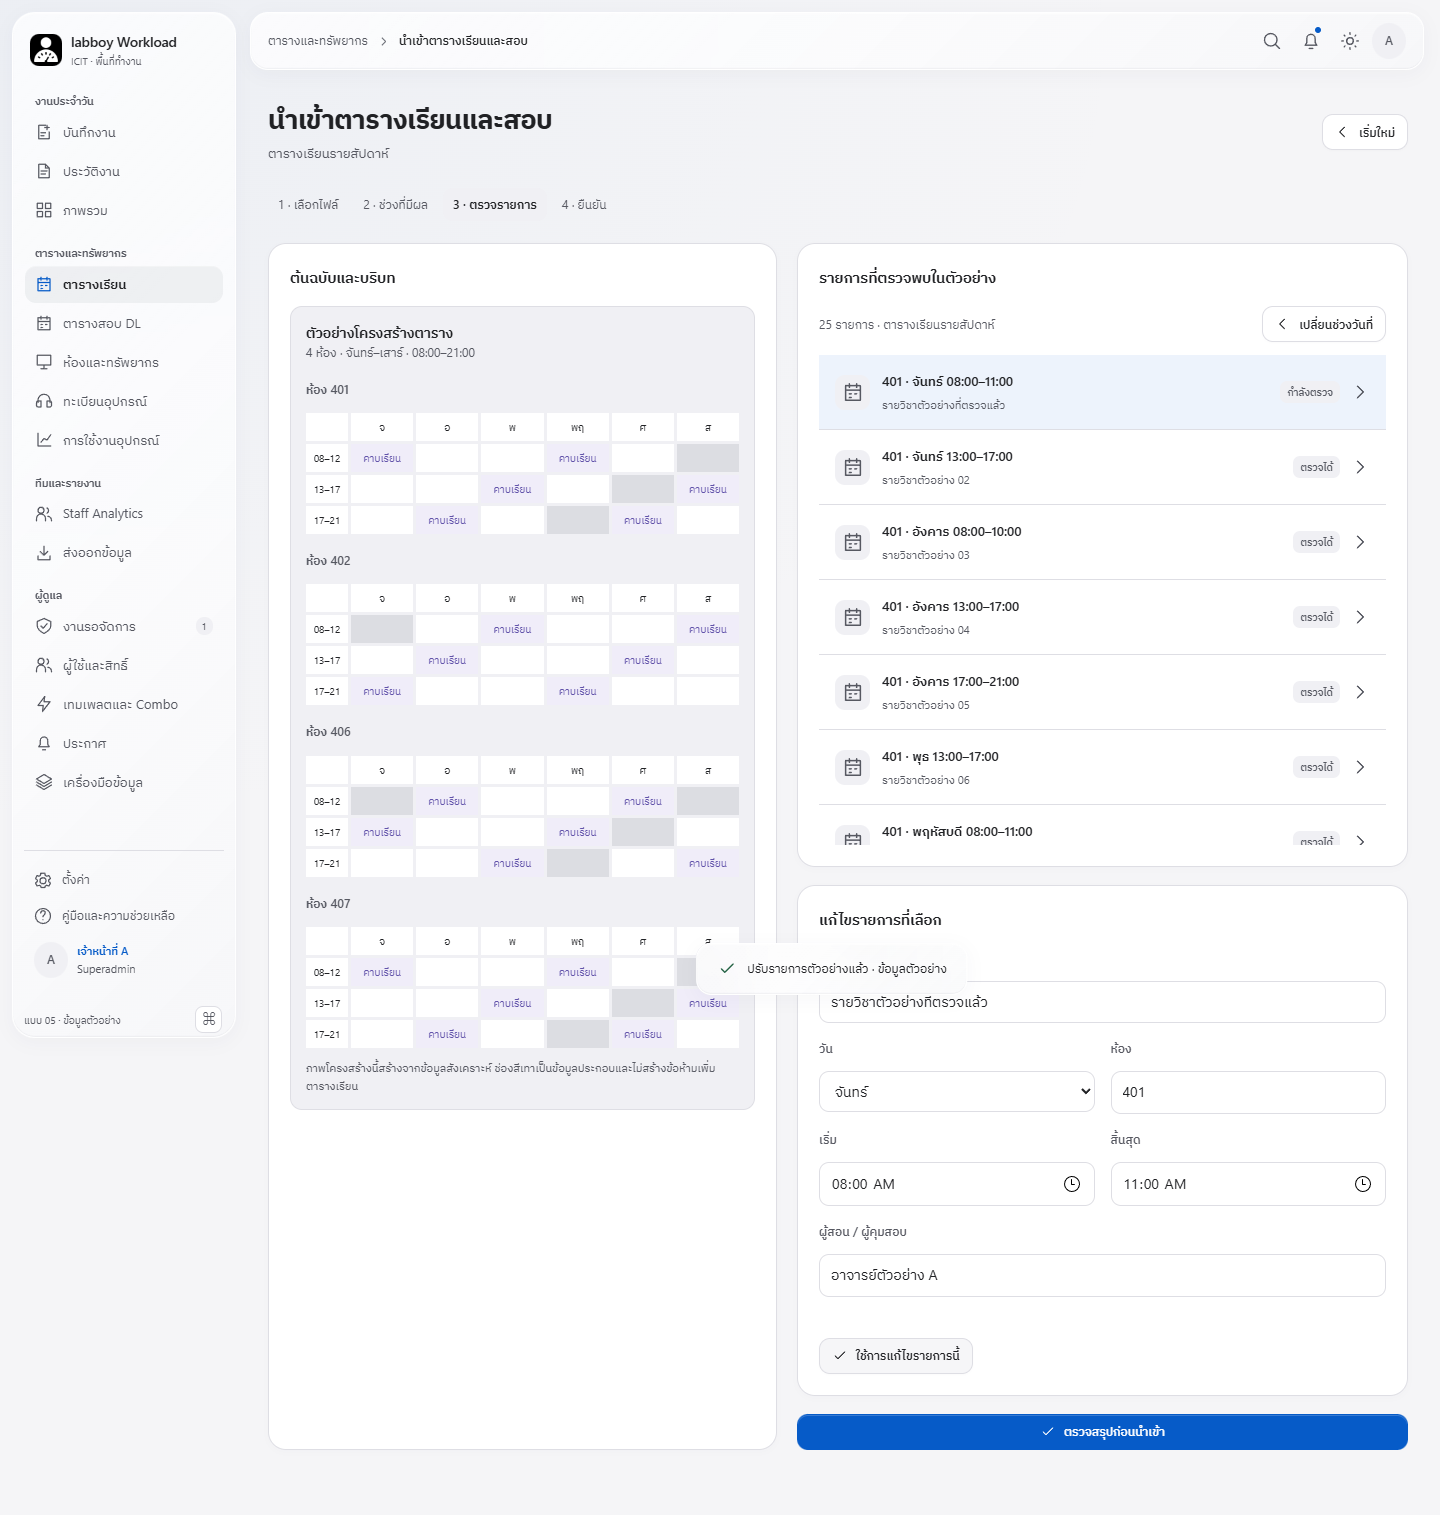 labboy Workload
ICIT · พื้นที่ทำงาน
งานประจำวัน
บันทึกงาน
ประวัติงาน
ภาพรวม
ตารางและทรัพยากร
ตารางเรียน
ตารางสอบ DL
ห้องและทรัพยากร
ทะเบียนอุปกรณ์
การใช้งานอุปกรณ์
ทีมและรายงาน
Staff Analytics
ส่งออกข้อมูล
ผู้ดูแล
งานรอจัดการ 1
ผู้ใช้และสิทธิ์
เทมเพลตและ Combo
ประกาศ
เครื่องมือข้อมูล
ตั้งค่า
คู่มือและความช่วยเหลือ
A
เจ้าหน้าที่ A
Superadmin
แบบ 05 · ข้อมูลตัวอย่าง
ตารางและทรัพยากร
นำเข้าตารางเรียนและสอบ
A
นำเข้าตารางเรียนและสอบ
ตารางเรียนรายสัปดาห์
เริ่มใหม่
1 · เลือกไฟล์ 2 · ช่วงที่มีผล 3 · ตรวจรายการ 4 · ยืนยัน
ต้นฉบับและบริบท
ตัวอย่างโครงสร้างตาราง
4 ห้อง · จันทร์–เสาร์ · 08:00–21:00
ห้อง 401
จ อ พ พฤ ศ ส
08–12 คาบเรียน คาบเรียน
13–17 คาบเรียน คาบเรียน
17–21 คาบเรียน คาบเรียน
ห้อง 402
จ อ พ พฤ ศ ส
08–12 คาบเรียน คาบเรียน
13–17 คาบเรียน คาบเรียน
17–21 คาบเรียน คาบเรียน
ห้อง 406
จ อ พ พฤ ศ ส
08–12 คาบเรียน คาบเรียน
13–17 คาบเรียน คาบเรียน
17–21 คาบเรียน คาบเรียน
ห้อง 407
จ อ พ พฤ ศ ส
08–12 คาบเรียน คาบเรียน
13–17 คาบเรียน คาบเรียน
17–21 คาบเรียน คาบเรียน
ภาพโครงสร้างนี้สร้างจากข้อมูลสังเคราะห์ ช่องสีเทาเป็นข้อมูลประกอบและไม่สร้างข้อห้ามเพิ่ม
ตารางเรียน
รายการที่ตรวจพบในตัวอย่าง
25 รายการ · ตารางเรียนรายสัปดาห์
เปลี่ยนช่วงวันที่
401 · จันทร์ 08:00–11:00
รายวิชาตัวอย่างที่ตรวจแล้ว
กำลังตรวจ
401 · จันทร์ 13:00–17:00
รายวิชาตัวอย่าง 02
ตรวจได้
401 · อังคาร 08:00–10:00
รายวิชาตัวอย่าง 03
ตรวจได้
401 · อังคาร 13:00–17:00
รายวิชาตัวอย่าง 04
ตรวจได้
401 · อังคาร 17:00–21:00
รายวิชาตัวอย่าง 05
ตรวจได้
401 · พุธ 13:00–17:00
รายวิชาตัวอย่าง 06
ตรวจได้
401 · พฤหัสบดี 08:00–11:00
ตรวจได้
แก้ไขรายการที่เลือก
ปรับรายการตัวอย่างแล้ว · ข้อมูลตัวอย่าง
รายวิชาตัวอย่างที่ตรวจแล้ว
วัน ห้อง
จันทร์ 401
เริ่ม สิ้นสุด
08:00 AM 11:00 AM
ผู้สอน / ผู้คุมสอบ
อาจารย์ตัวอย่าง A
ใช้การแก้ไขรายการนี้
ตรวจสรุปก่อนนำเข้า